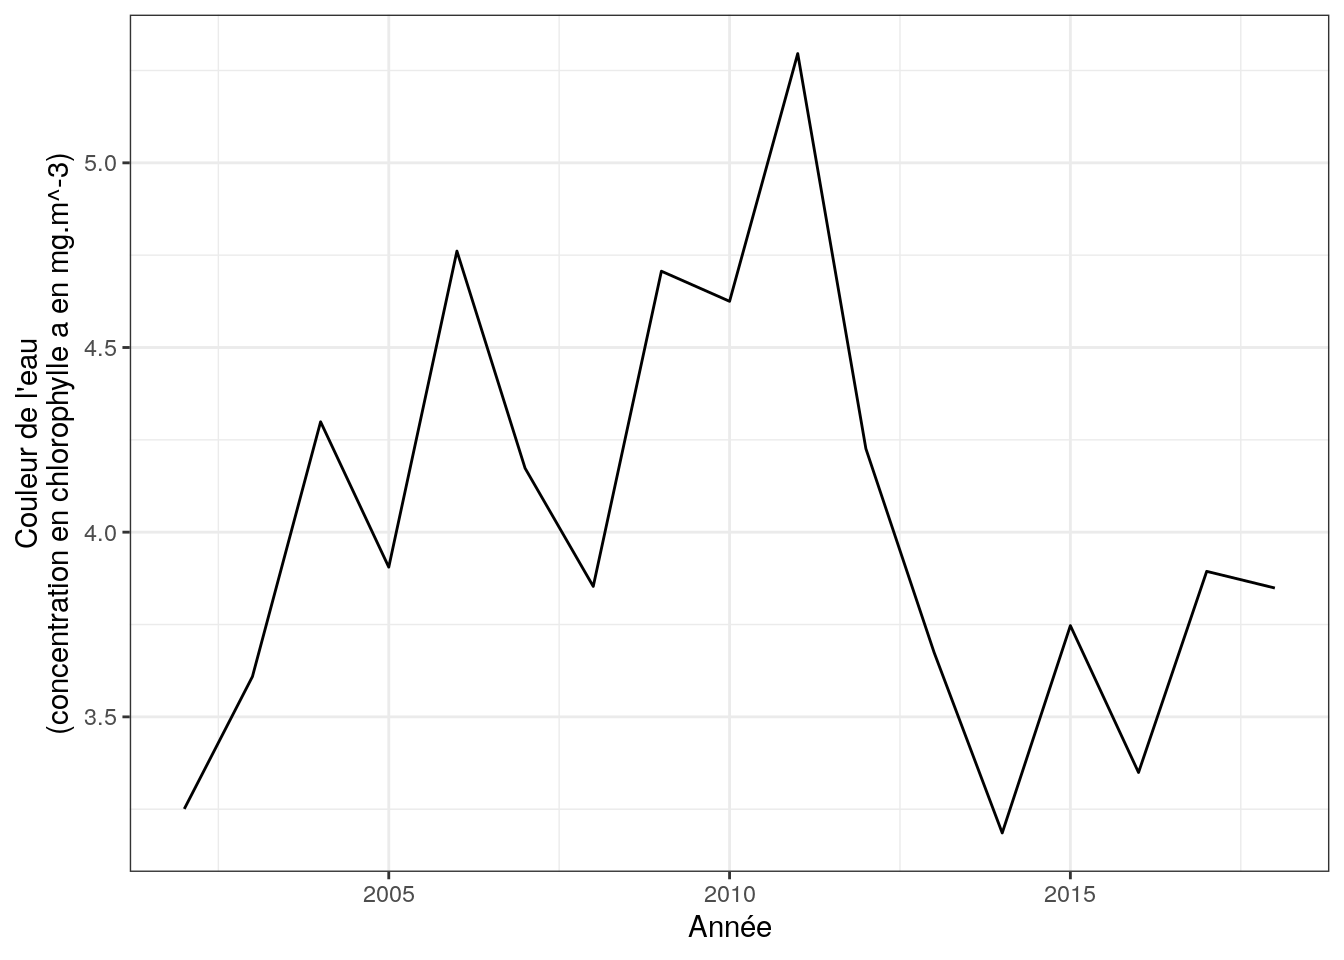 Couleur de l'eau
(concentration en chlorophylle a en mg.m^-3)
5.0
4.5
4.0
3.5
2005
2010
2015
Année